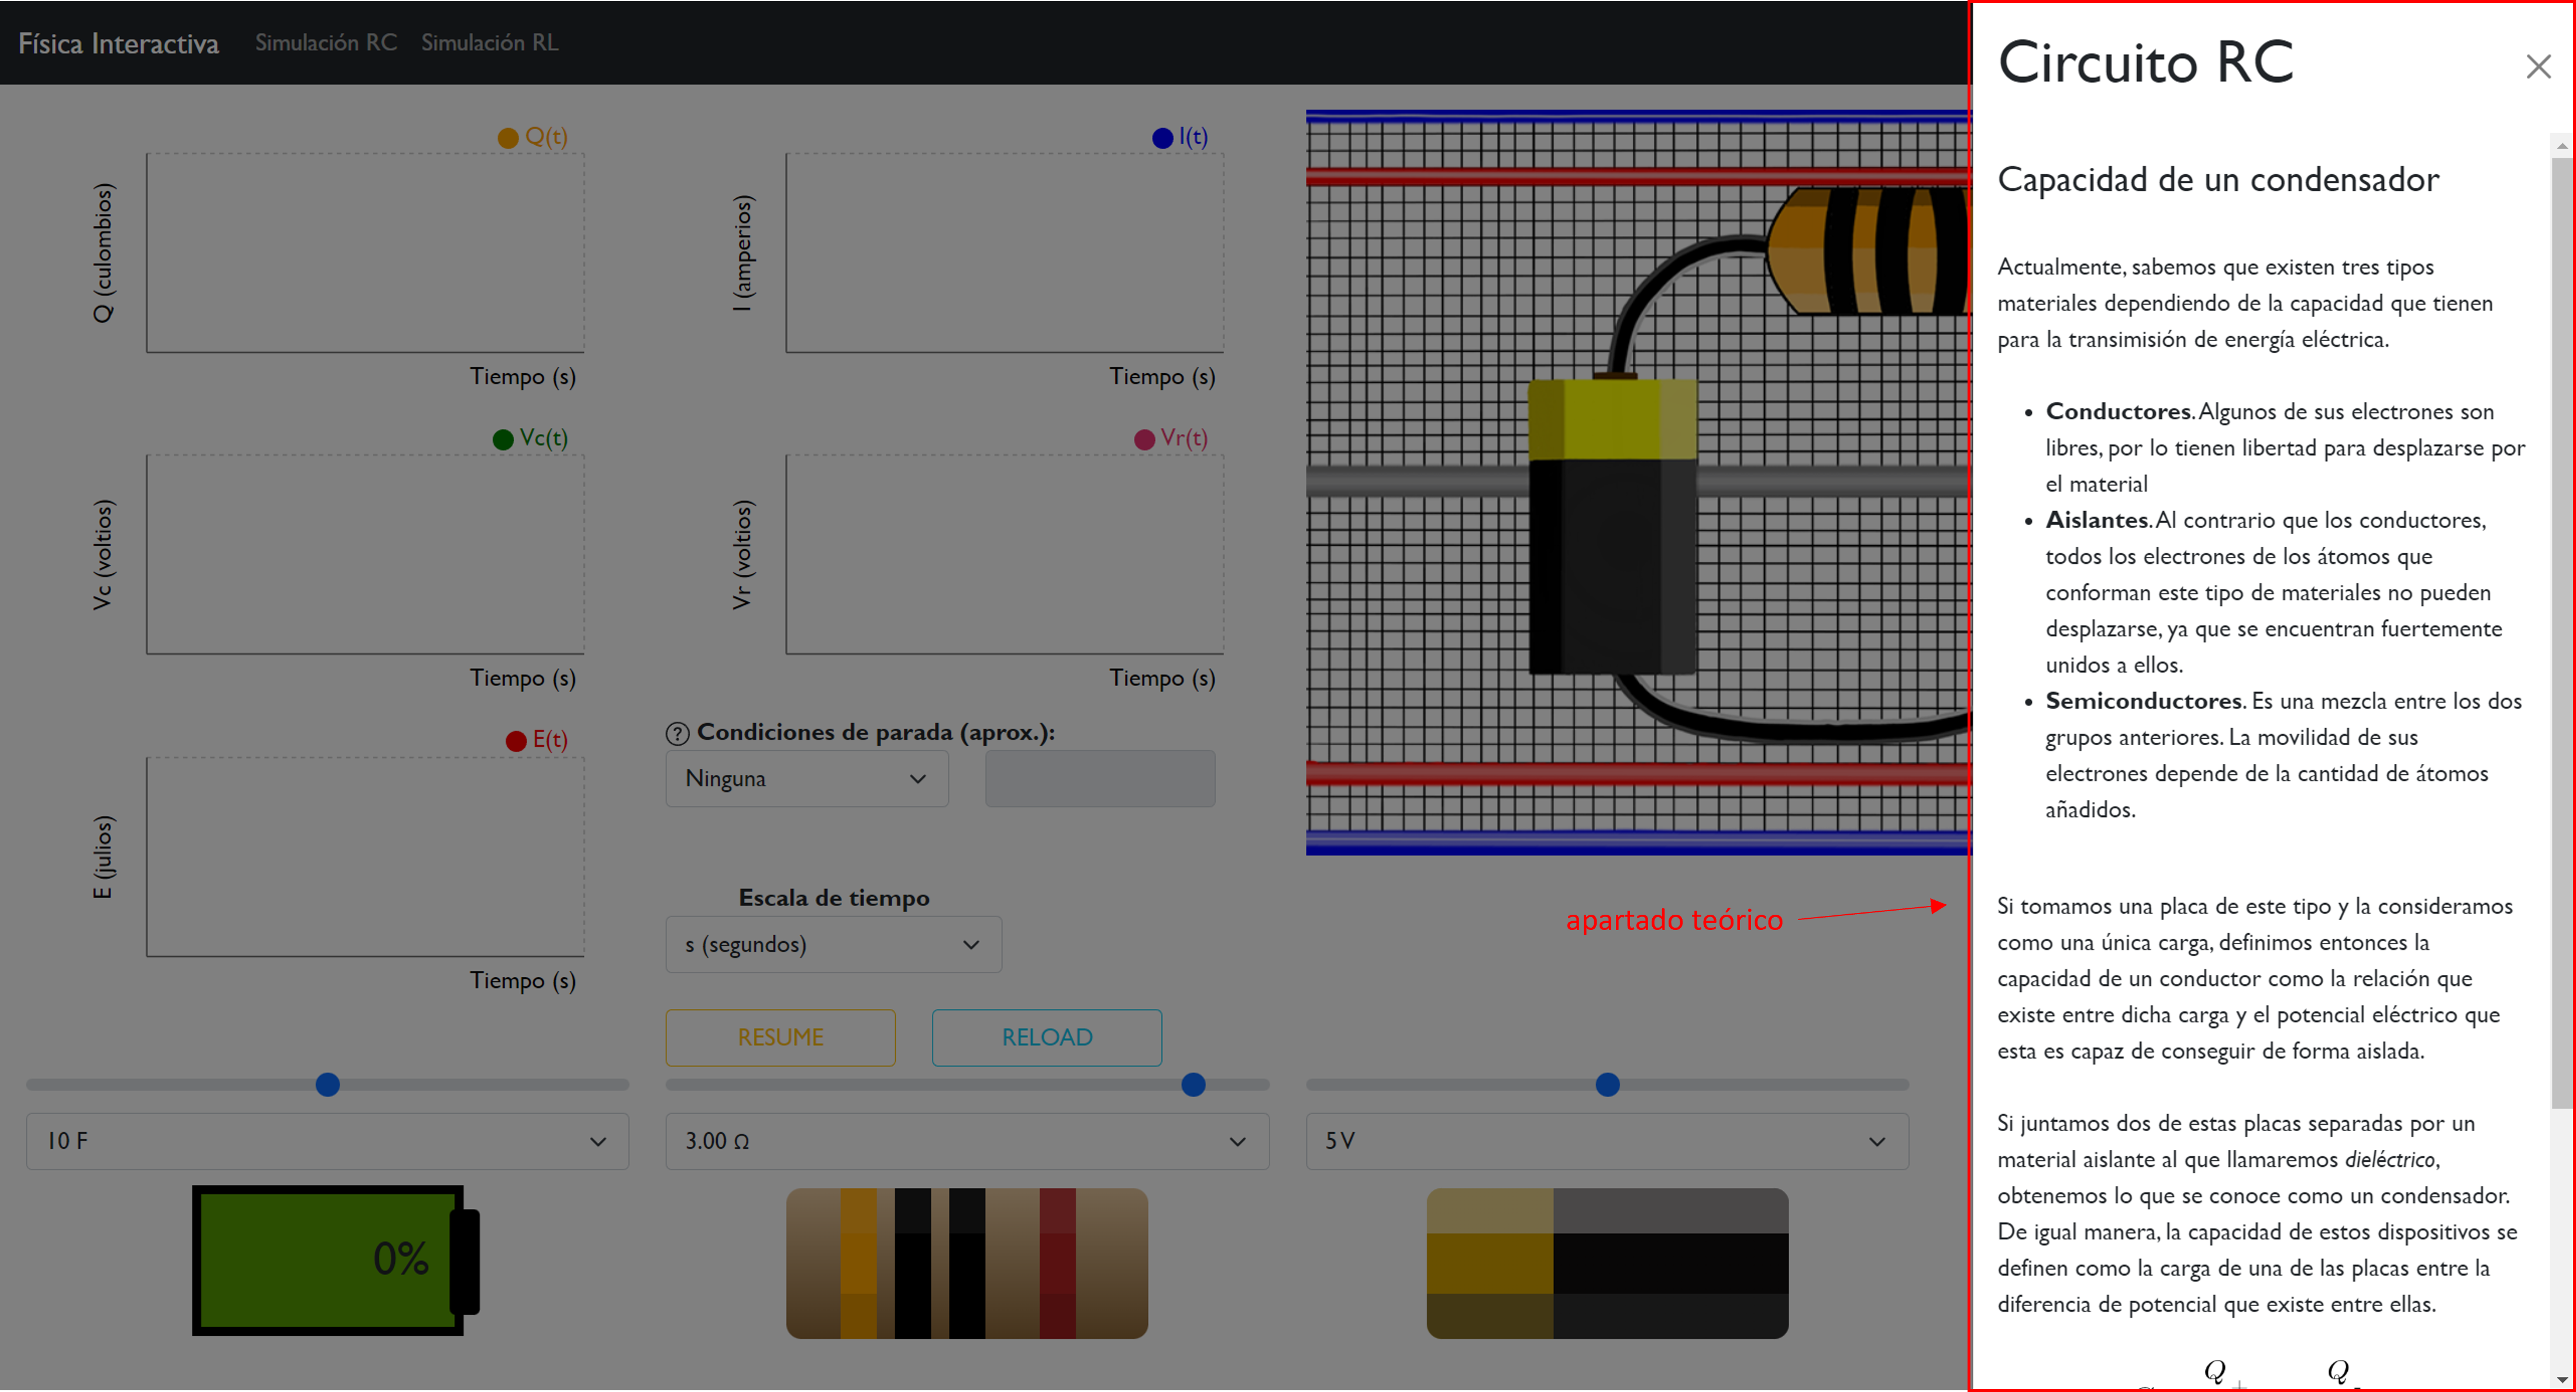 Física Interactiva Simulación RC Simulación RL
Q(t)
Q (culombios)
Tiempo (s)
I(t)
I (amperios)
Tiempo (s)
Vc(t)
Vc (voltios)
Tiempo (s)
Vr(t)
Vr (voltios)
Tiempo (s)
E(t)
E (julios)
Tiempo (s)
? Condiciones de parada (aprox.):
Ninguna
Escala de tiempo
s (segundos)
RESUME RELOAD
10 F
3.00 Ω
5 V
0%
apartado teórico
Circuito RC
Capacidad de un condensador
Actualmente, sabemos que existen tres tipos
materiales dependiendo de la capacidad que tienen
para la transimisión de energía eléctrica.
• Conductores. Algunos de sus electrones son
libres, por lo tienen libertad para desplazarse por
el material
• Aislantes. Al contrario que los conductores,
todos los electrones de los átomos que
conforman este tipo de materiales no pueden
desplazarse, ya que se encuentran fuertemente
unidos a ellos.
• Semiconductores. Es una mezcla entre los dos
grupos anteriores. La movilidad de sus
electrones depende de la cantidad de átomos
añadidos.
Si tomamos una placa de este tipo y la consideramos
como una única carga, definimos entonces la
capacidad de un conductor como la relación que
existe entre dicha carga y el potencial eléctrico que
esta es capaz de conseguir de forma aislada.
Si juntamos dos de estas placas separadas por un
material aislante al que llamaremos dieléctrico,
obtenemos lo que se conoce como un condensador.
De igual manera, la capacidad de estos dispositivos se
definen como la carga de una de las placas entre la
diferencia de potencial que existe entre ellas.
Q Q